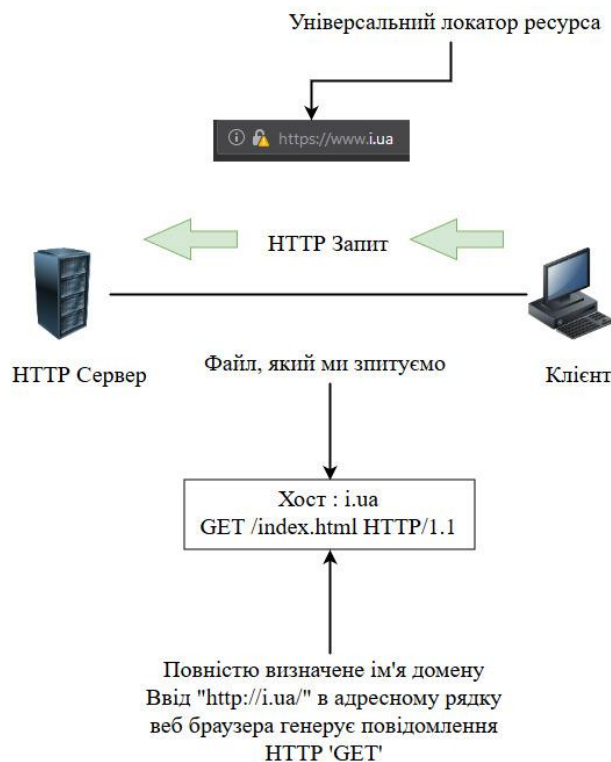 Універсальний локатор ресурса
https://www.i.ua
HTTP Запит
HTTP Сервер
Клієнт
Файл, який ми зпитуємо
Хост : i.ua
GET /index.html HTTP/1.1
Повністю визначене ім'я домену
Ввід "http://i.ua/" в адресному рядку
веб браузера генерує повідомлення
HTTP 'GET'